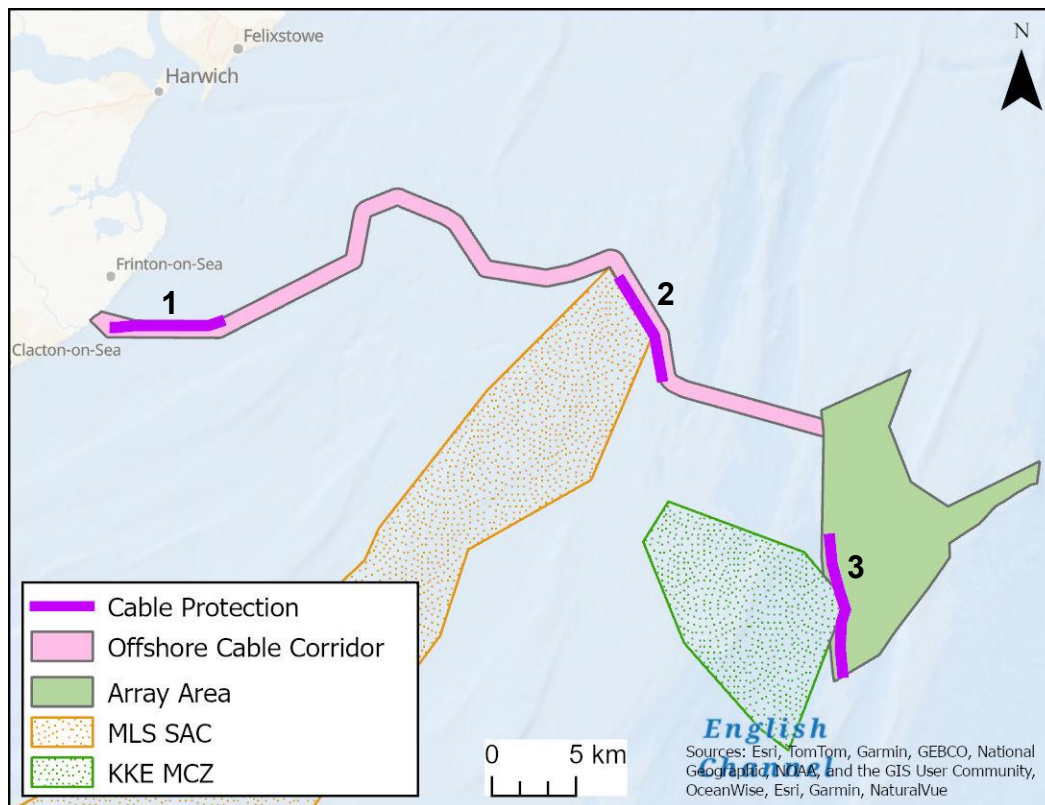 Felixstowe
N
Harwich
Frinton-on-Sea
1
2
Clacton-on-Sea
3
Cable Protection
Offshore Cable Corridor
Array Area
MLS SAC
KKE MCZ
0 5 km
English
Channel
Sources: Esri, TomTom, Garmin, GEBCO, National
Geographic, NOAA, and the GIS User Community,
OceanWise, Esri, Garmin, NaturalVue